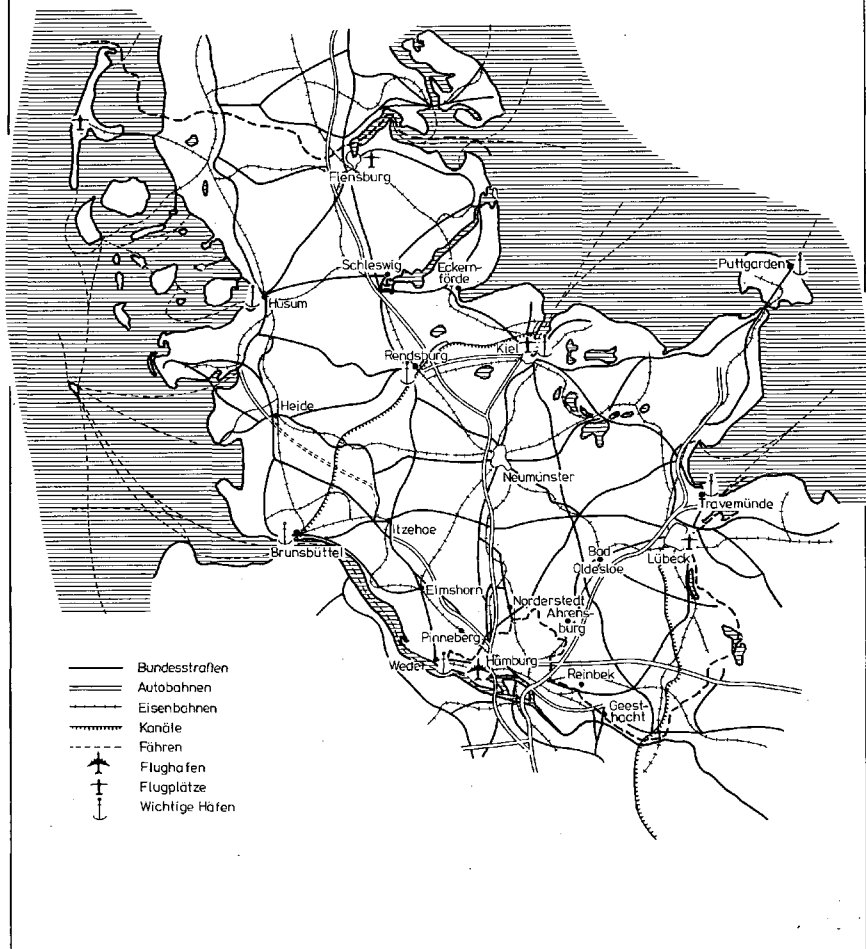 Flensburg
Schleswig
Eckern-
förde
Puttgarden
Husum
Kiel
Rendsburg
Heide
Neumünster
Travemünde
Itzehoe
Brunsbüttel
Bad
Oldesloe
Lübeck
Elmshorn
Norderstedt
Ahrens-
burg
Pinneberg
Wedel
Hamburg
Reinbek
Geest-
hacht
Bundesstraßen
Autobahnen
Eisenbahnen
Kanäle
Fähren
Flughafen
Flugplätze
Wichtige Häfen